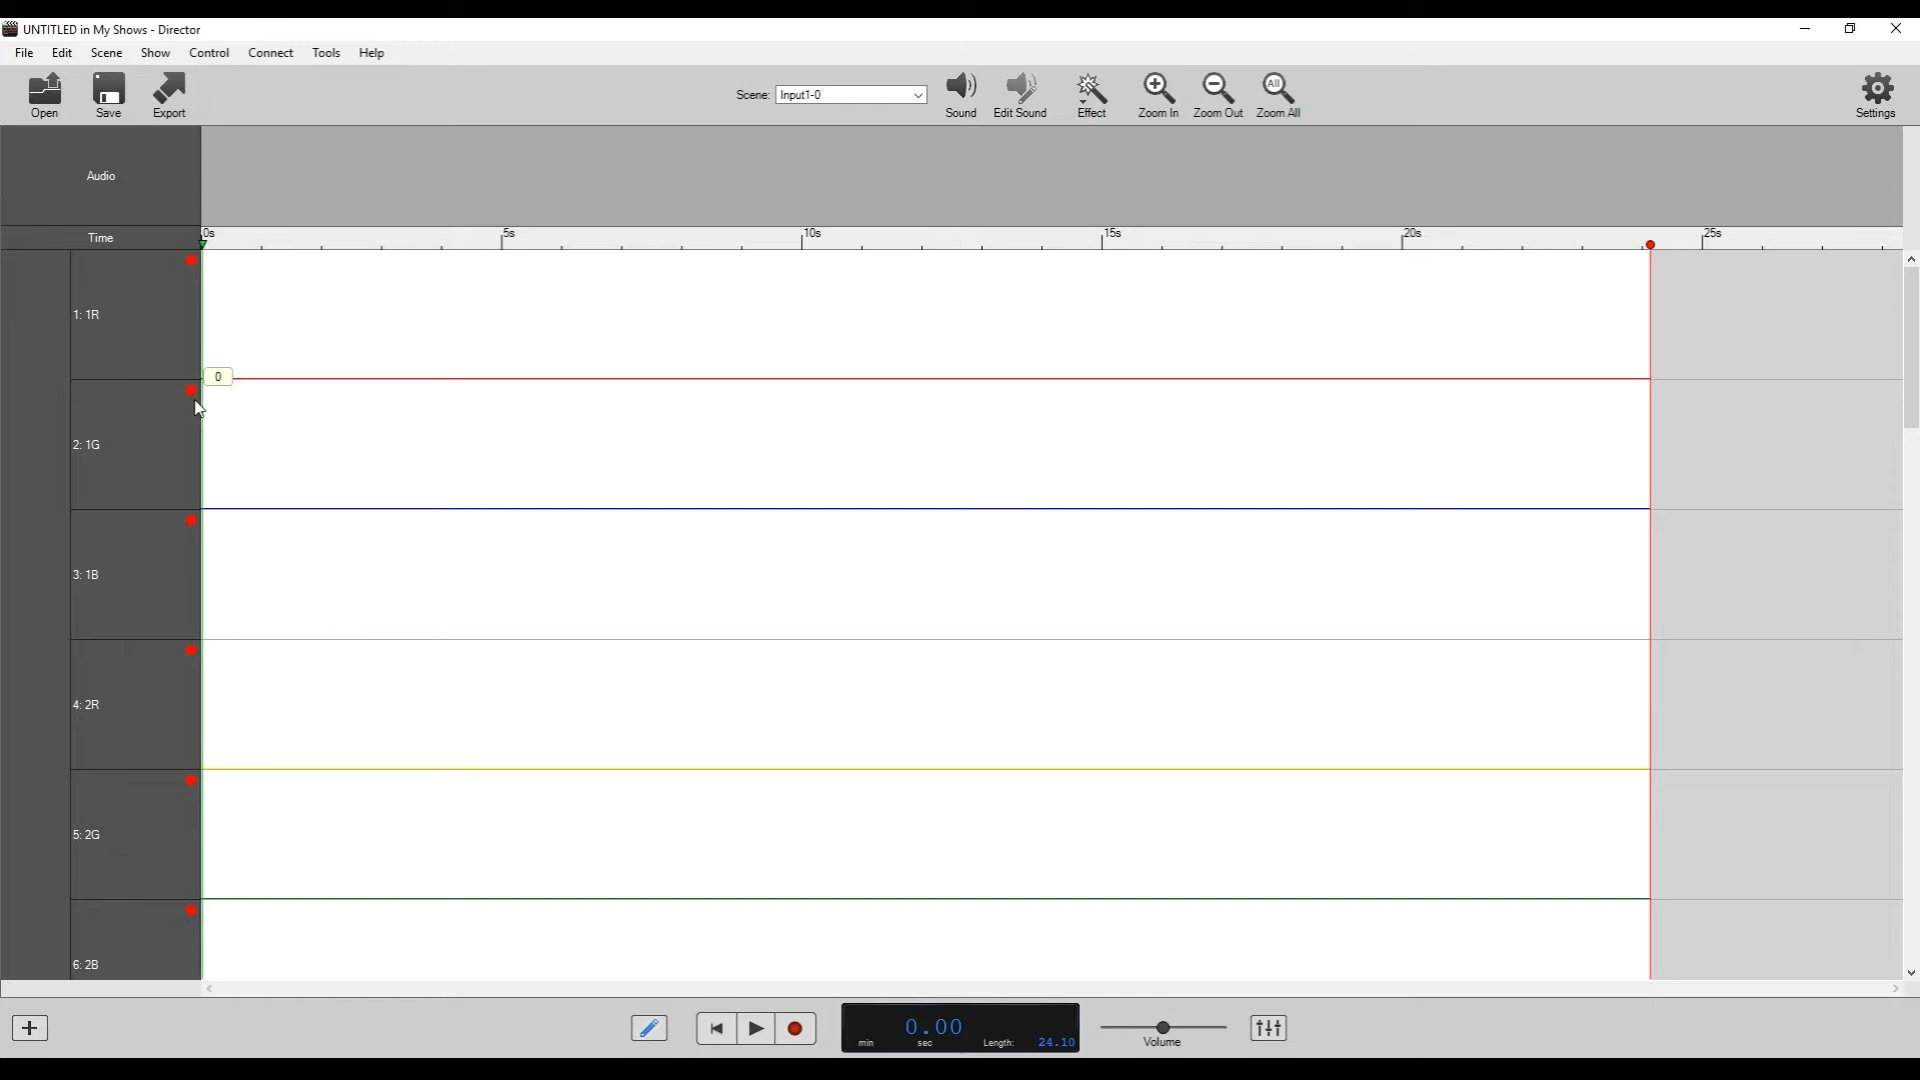 UNTITLED in My Shows - Director
File Edit Scene Show Control Connect Tools Help
Open Save Export Scene: Input1-0 Sound Edit Sound Effect Zoom In Zoom Out All Zoom All Settings
Audio
Time 0s 5s 10s 15s 20s 25s
1: 1R
0
2: 1G
3: 1B
4: 2R
5: 2G
6: 2B
0.00
min sec Length: 24.10
Volume